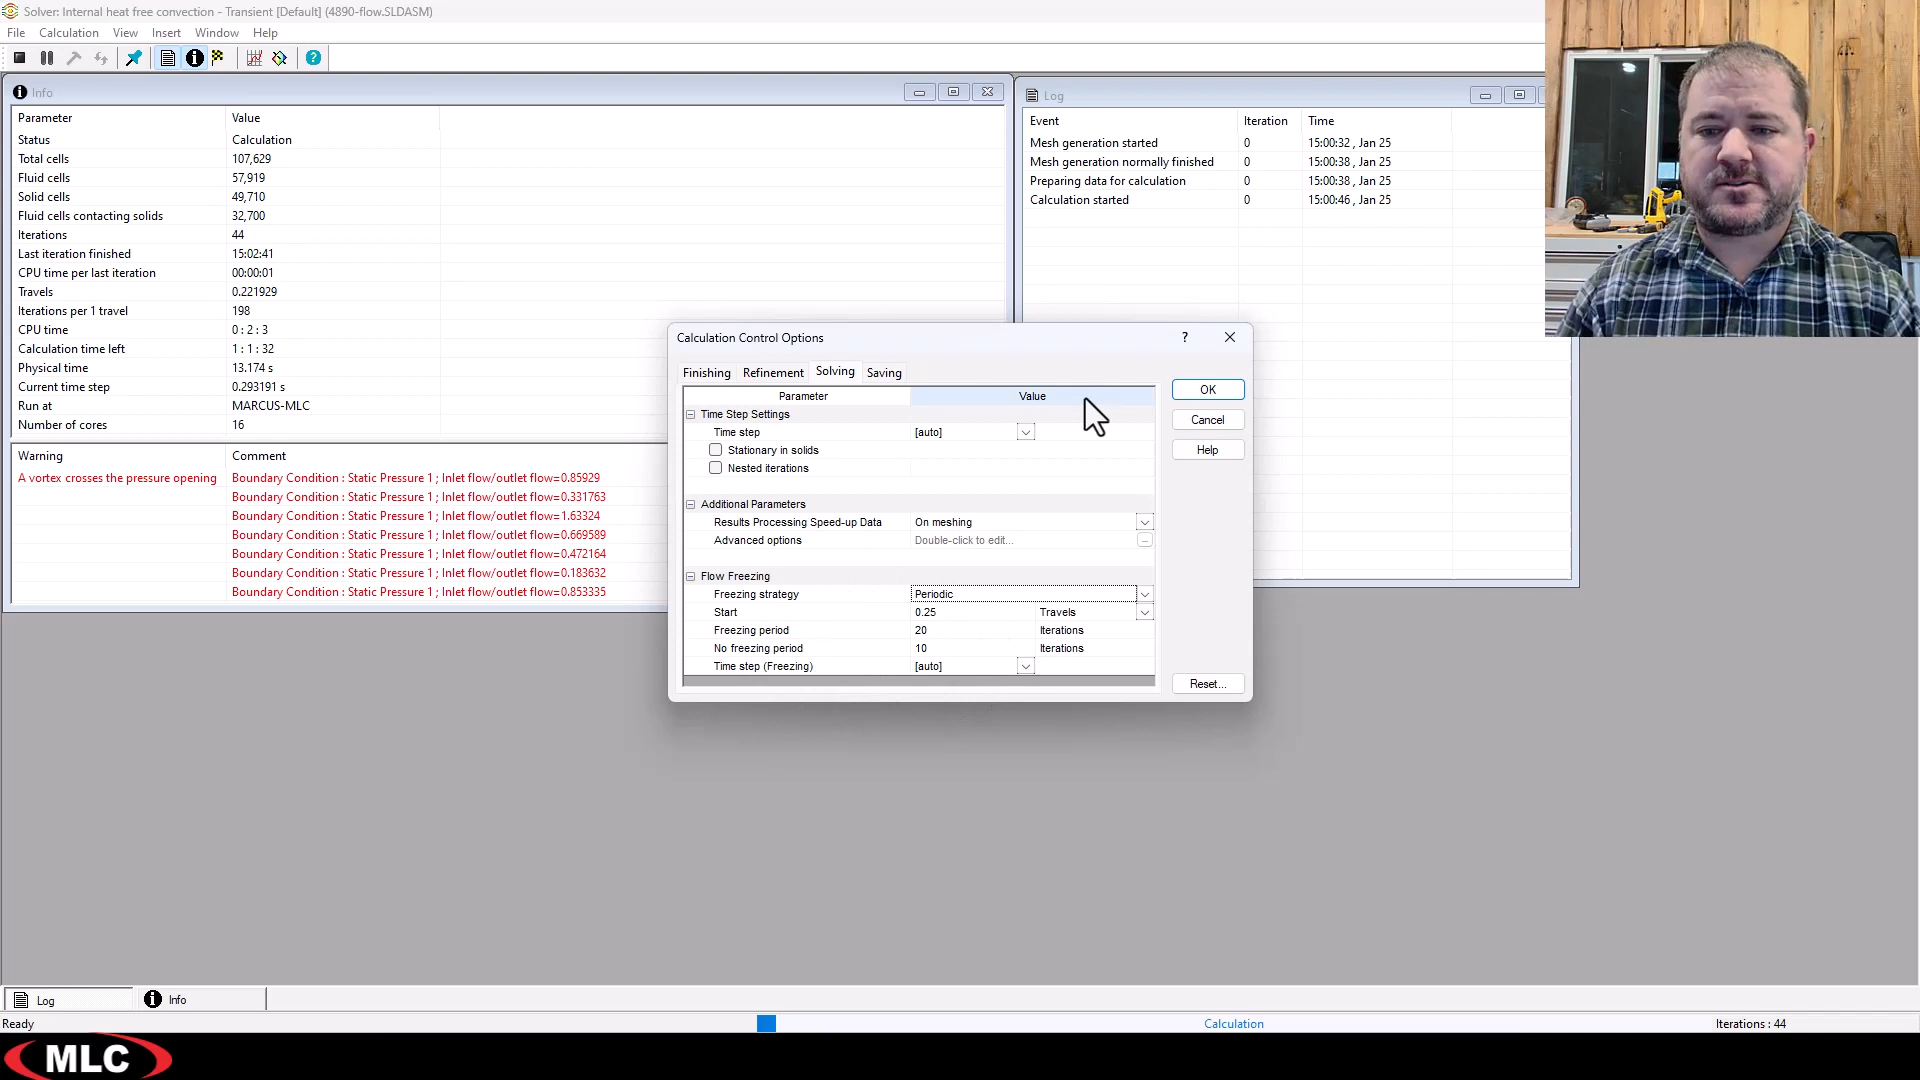 Solver: Internal heat free convection - Transient [Default] (4890-flow.SLDASM)
File Calculation View Insert Window Help
Info
Parameter Value
Status Calculation
Total cells 107,629
Fluid cells 57,919
Solid cells 49,710
Fluid cells contacting solids 32,700
Iterations 44
Last iteration finished 15:02:41
CPU time per last iteration 00:00:01
Travels 0.221929
Iterations per 1 travel 198
CPU time 0 : 2 : 3
Calculation time left 1 : 1 : 32
Physical time 13.174 s
Current time step 0.293191 s
Run at MARCUS-MLC
Number of cores 16
Warning Comment
A vortex crosses the pressure opening Boundary Condition : Static Pressure 1 ; Inlet flow/outlet flow=0.85929
Boundary Condition : Static Pressure 1 ; Inlet flow/outlet flow=0.331763
Boundary Condition : Static Pressure 1 ; Inlet flow/outlet flow=1.63324
Boundary Condition : Static Pressure 1 ; Inlet flow/outlet flow=0.669589
Boundary Condition : Static Pressure 1 ; Inlet flow/outlet flow=0.472164
Boundary Condition : Static Pressure 1 ; Inlet flow/outlet flow=0.183632
Boundary Condition : Static Pressure 1 ; Inlet flow/outlet flow=0.853335
Log
Event Iteration Time
Mesh generation started 0 15:00:32 , Jan 25
Mesh generation normally finished 0 15:00:38 , Jan 25
Preparing data for calculation 0 15:00:38 , Jan 25
Calculation started 0 15:00:46 , Jan 25
Calculation Control Options ?
Finishing Refinement Solving Saving
Parameter Value
Time Step Settings
Time step [auto]
Stationary in solids
Nested iterations
Additional Parameters
Results Processing Speed-up Data On meshing
Advanced options Double-click to edit...
Flow Freezing
Freezing strategy Periodic
Start 0.25 Travels
Freezing period 20 Iterations
No freezing period 10 Iterations
Time step (Freezing) [auto]
OK
Cancel
Help
Reset...
Log Info
Ready Calculation Iterations : 44
MLC